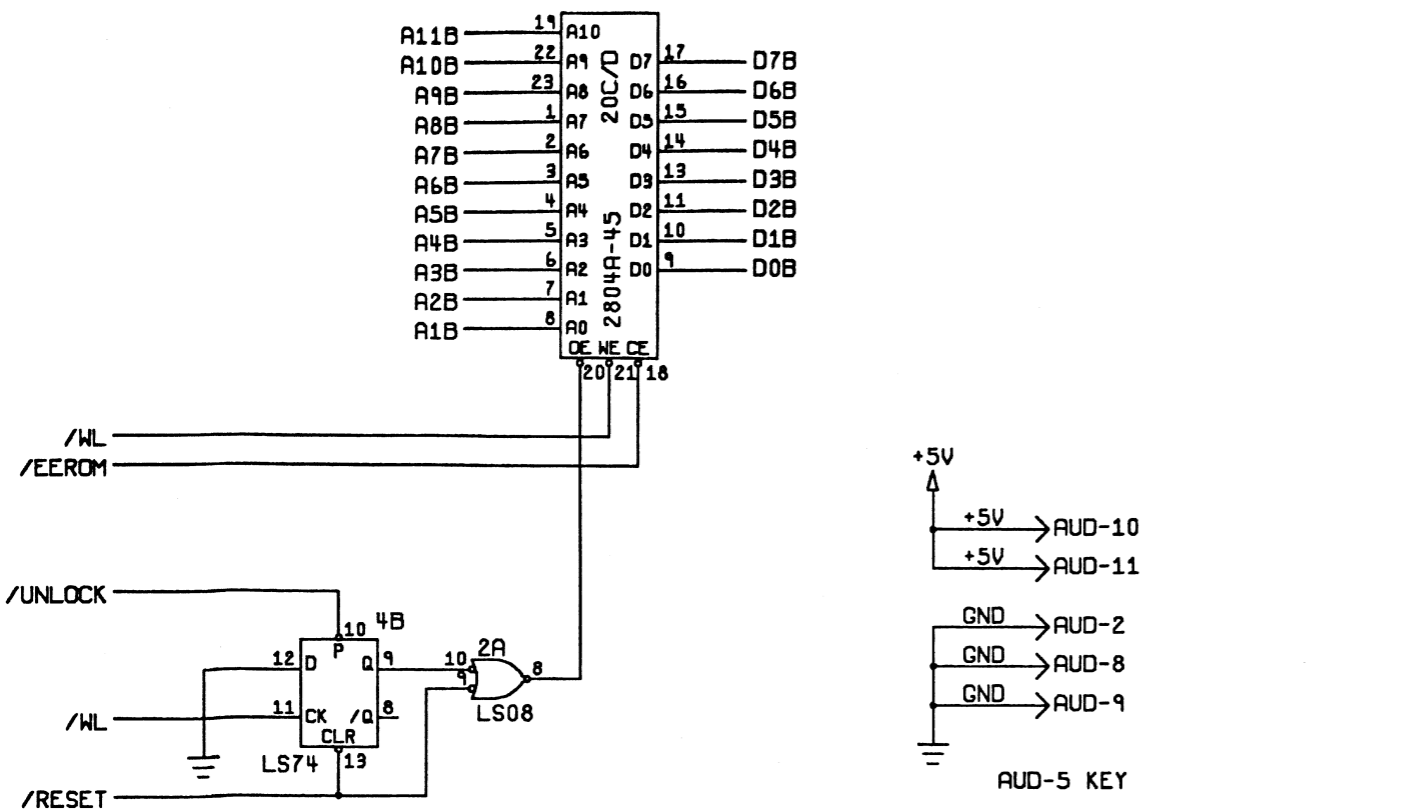 A11B 19 A10
A10B 22 A9 D7 17 D7B
A9B 23 A8 D6 16 D6B
A8B 1 A7 D5 15 D5B
A7B 2 A6 D4 14 D4B
A6B 3 A5 D3 13 D3B
A5B 4 A4 D2 11 D2B
A4B 5 A3 D1 10 D1B
A3B 6 A2 D0 9 D0B
A2B 7 A1
A1B 8 A0
20C/D
2804A-45
OE WE CE
20 21 18
/WL
/EEROM
+5V
+5V AUD-10
+5V AUD-11
/UNLOCK
10 4B
P
12 D Q 9
10 2A
9
8
LS08
/WL 11 CK /Q 8
CLR
LS74 13
/RESET
GND AUD-2
GND AUD-8
GND AUD-9
AUD-5 KEY